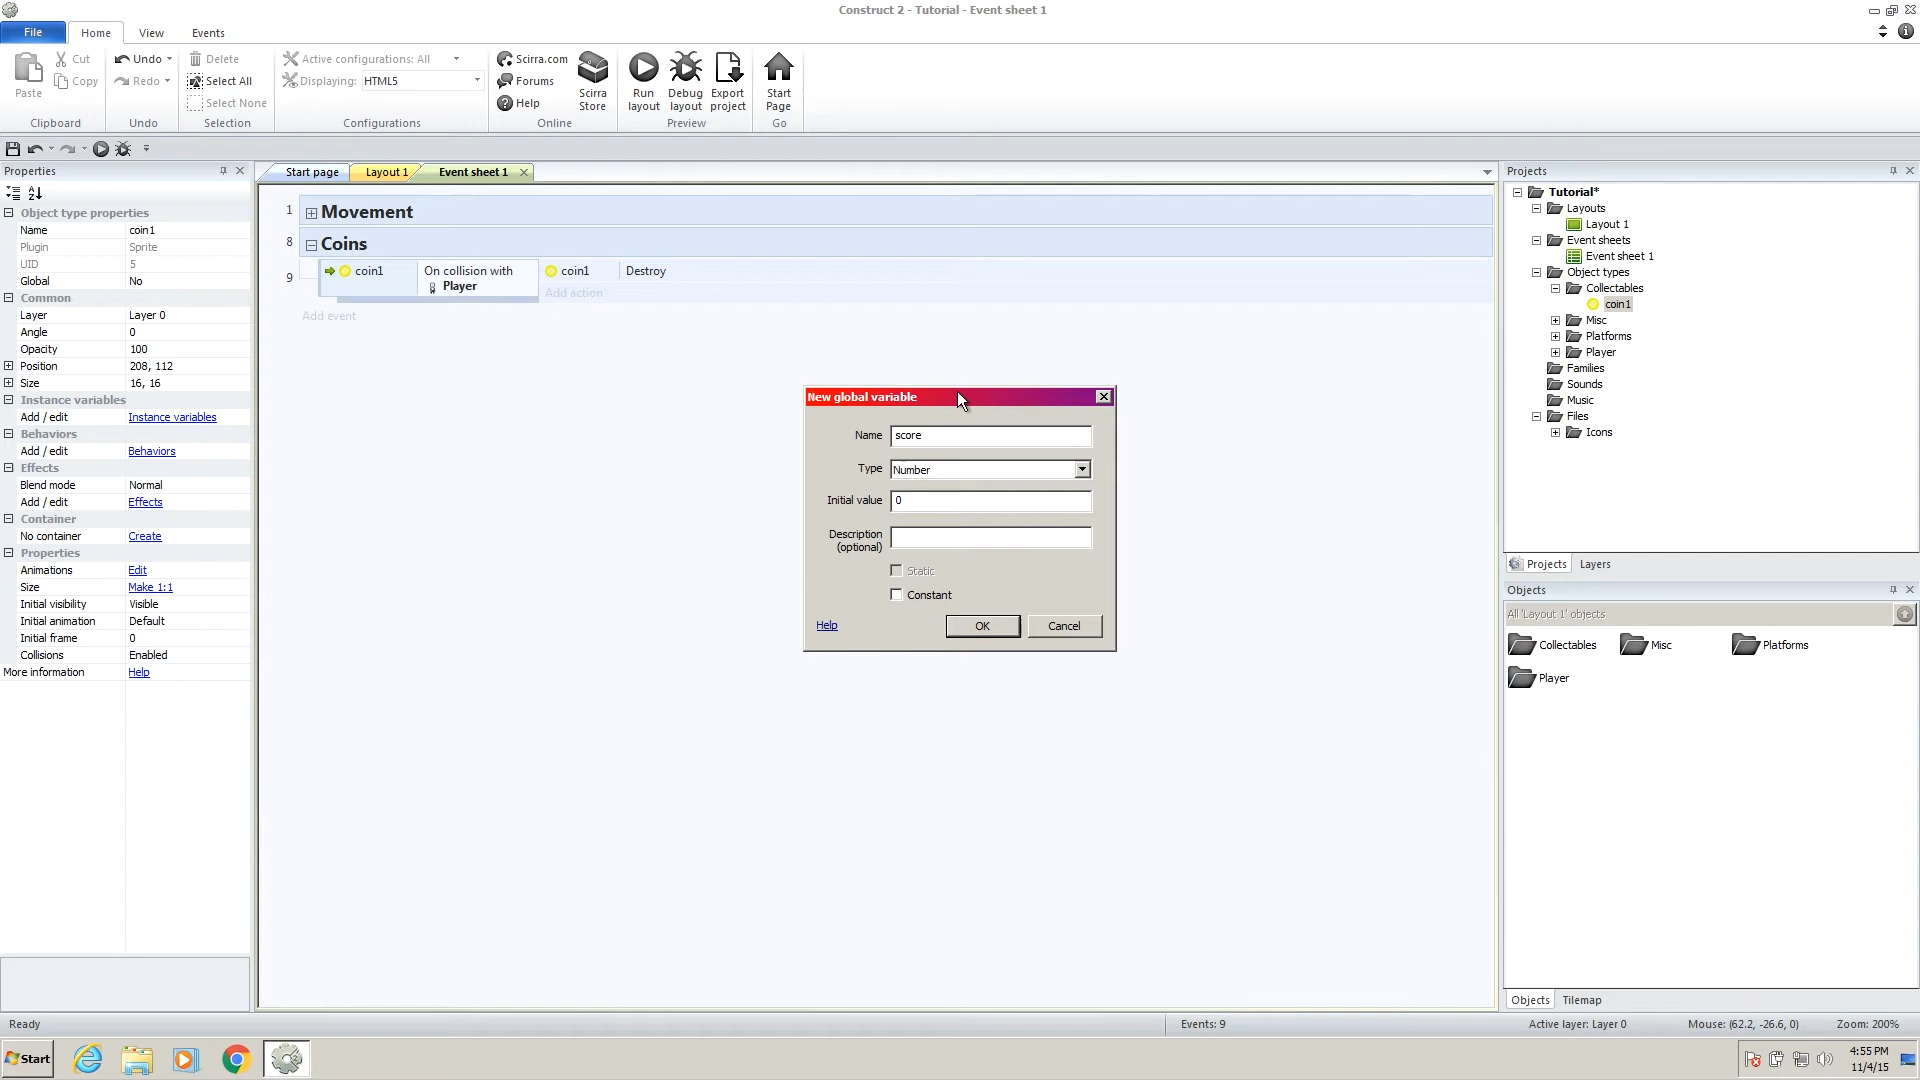 Construct 2 - Tutorial - Event sheet 1
File
Home
View
Events
Paste
Cut
Copy
Clipboard
Undo
Redo
Undo
Delete
Select All
Select None
Selection
Active configurations: All
Displaying:
HTML5
Configurations
Scirra.com
Forums
Help
Scirra
Store
Online
Run
layout
Debug
layout
Export
project
Preview
Start
Page
Go
Properties
Object type properties
Name
coin1
Plugin
Sprite
UID
5
Global
No
Common
Layer
Layer 0
Angle
0
Opacity
100
Position
208, 112
Size
16, 16
Instance variables
Add / edit
Instance variables
Behaviors
Add / edit
Behaviors
Effects
Blend mode
Normal
Add / edit
Effects
Container
No container
Create
Properties
Animations
Edit
Size
Make 1:1
Initial visibility
Visible
Initial animation
Default
Initial frame
0
Collisions
Enabled
More information
Help
Start page
Layout 1
Event sheet 1
1
Movement
8
Coins
9
coin1
On collision with
Player
coin1
Destroy
Add action
Add event
New global variable
Name
score
Type
Number
Initial value
0
Description
(optional)
Static
Constant
Help
OK
Cancel
Projects
Tutorial*
Layouts
Layout 1
Event sheets
Event sheet 1
Object types
Collectables
coin1
Misc
Platforms
Player
Families
Sounds
Music
Files
Icons
Projects
Layers
Objects
All 'Layout 1' objects
Collectables
Misc
Platforms
Player
Objects
Tilemap
Ready
Events: 9
Active layer: Layer 0
Mouse: (62.2, -26.6, 0)
Zoom: 200%
Start
4:55 PM
11/4/15